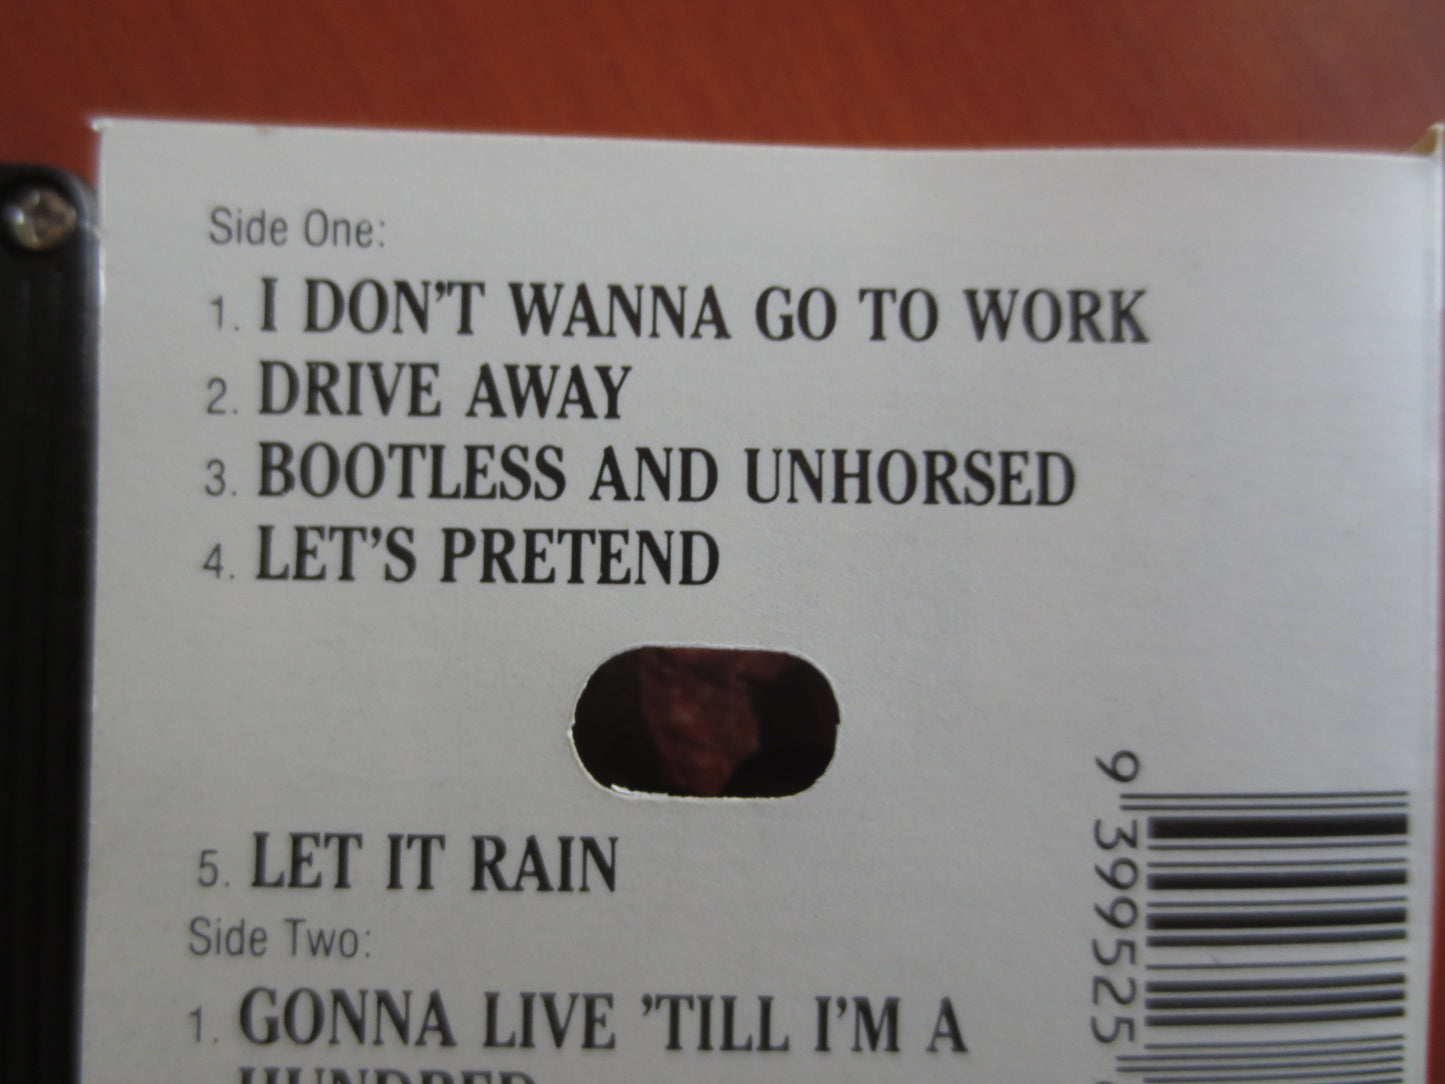 Side One:
1. I DON'T WANNA GO TO WORK
2. DRIVE AWAY
3. BOOTLESS AND UNHORSED
4. LET'S PRETEND
5. LET IT RAIN
Side Two:
1. GONNA LIVE 'TILL I'M A
HUNDRED
9 399525